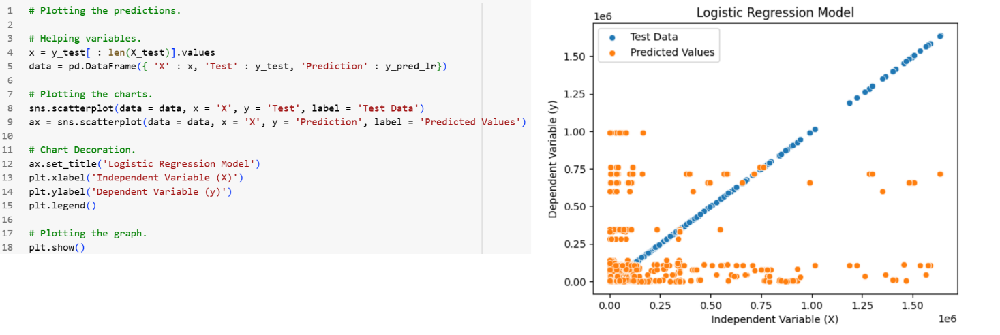 1 # Plotting the predictions.
2
3 # Helping variables.
4 x = y_test[ : len(X_test)].values
5 data = pd.DataFrame({ 'X' : x, 'Test' : y_test, 'Prediction' : y_pred_lr})
6
7 # Plotting the charts.
8 sns.scatterplot(data = data, x = 'X', y = 'Test', label = 'Test Data')
9 ax = sns.scatterplot(data = data, x = 'X', y = 'Prediction', label = 'Predicted Values')
10
11 # Chart Decoration.
12 ax.set_title('Logistic Regression Model')
13 plt.xlabel('Independent Variable (X)')
14 plt.ylabel('Dependent Variable (y)')
15 plt.legend()
16
17 # Plotting the graph.
18 plt.show()
Logistic Regression Model
1e6
Test Data
Predicted Values
Dependent Variable (y)
1.50
1.25
1.00
0.75
0.50
0.25
0.00
0.00 0.25 0.50 0.75 1.00 1.25 1.50
Independent Variable (X)
1e6